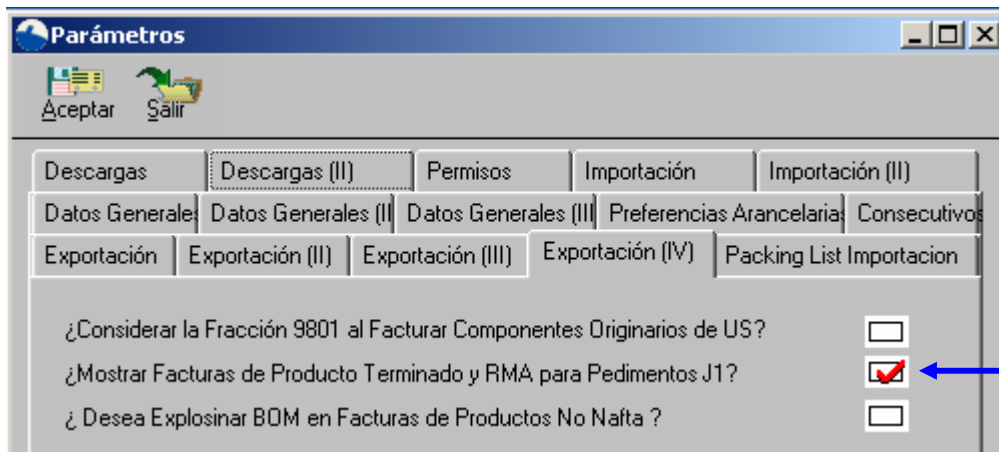 Parámetros
Aceptar Salir
Descargas Descargas (II) Permisos Importación Importación (II)
Datos Generales Datos Generales (II Datos Generales (III Preferencias Arancelarias Consecutivos
Exportación Exportación (II) Exportación (III) Exportación (IV) Packing List Importacion
¿Considerar la Fracción 9801 al Facturar Componentes Originarios de US?
¿Mostrar Facturas de Producto Terminado y RMA para Pedimentos J1?
¿ Desea Explosinar BOM en Facturas de Productos No Nafta ?